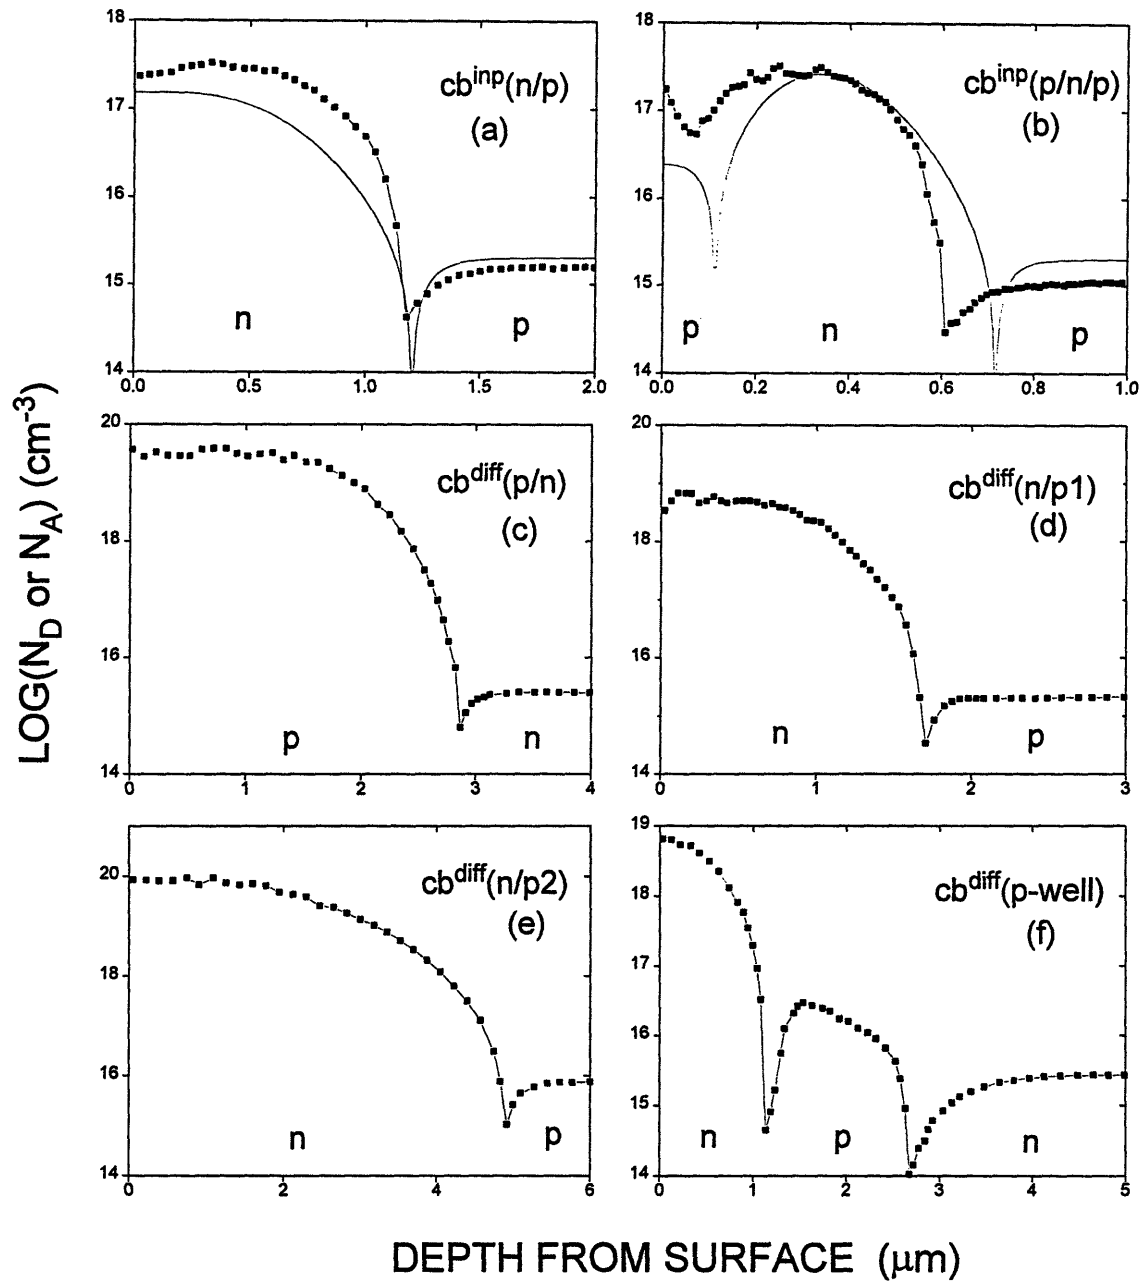 LOG(N_D or N_A) (cm^-3)
18
17
16
15
14
0.0 0.5 1.0 1.5 2.0
cb^inp(n/p)
(a)
n p
18
17
16
15
14
0.0 0.2 0.4 0.6 0.8 1.0
cb^inp(p/n/p)
(b)
p n p
20
18
16
14
0 1 2 3 4
cb^diff(p/n)
(c)
p n
20
18
16
14
0 1 2 3
cb^diff(n/p1)
(d)
n p
20
18
16
14
0 2 4 6
cb^diff(n/p2)
(e)
n p
19
18
17
16
15
14
0 1 2 3 4 5
cb^diff(p-well)
(f)
n p n
DEPTH FROM SURFACE (μm)